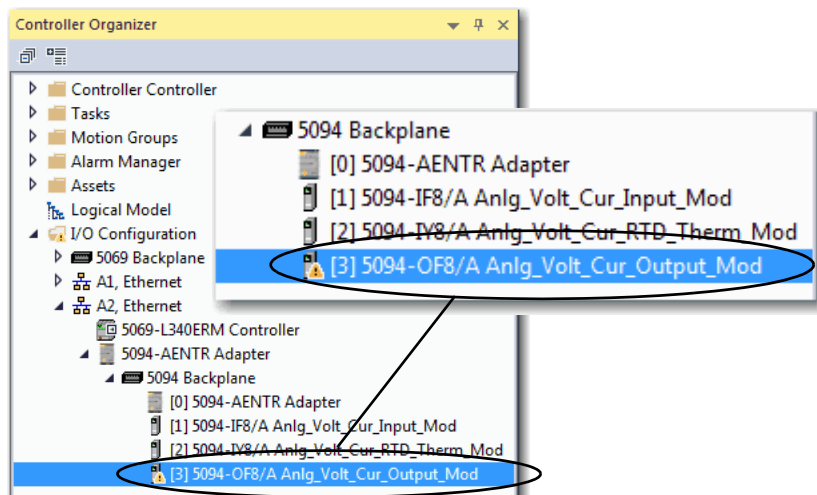 Controller Organizer
Controller Controller
Tasks
Motion Groups
Alarm Manager
Assets
Logical Model
I/O Configuration
5069 Backplane
A1, Ethernet
A2, Ethernet
5069-L340ERM Controller
5094-AENTR Adapter
5094 Backplane
[0] 5094-AENTR Adapter
[1] 5094-IF8/A Anlg_Volt_Cur_Input_Mod
[2] 5094-IY8/A Anlg_Volt_Cur_RTD_Therm_Mod
[3] 5094-OF8/A Anlg_Volt_Cur_Output_Mod
5094 Backplane
[0] 5094-AENTR Adapter
[1] 5094-IF8/A Anlg_Volt_Cur_Input_Mod
[2] 5094-IY8/A Anlg_Volt_Cur_RTD_Therm_Mod
[3] 5094-OF8/A Anlg_Volt_Cur_Output_Mod